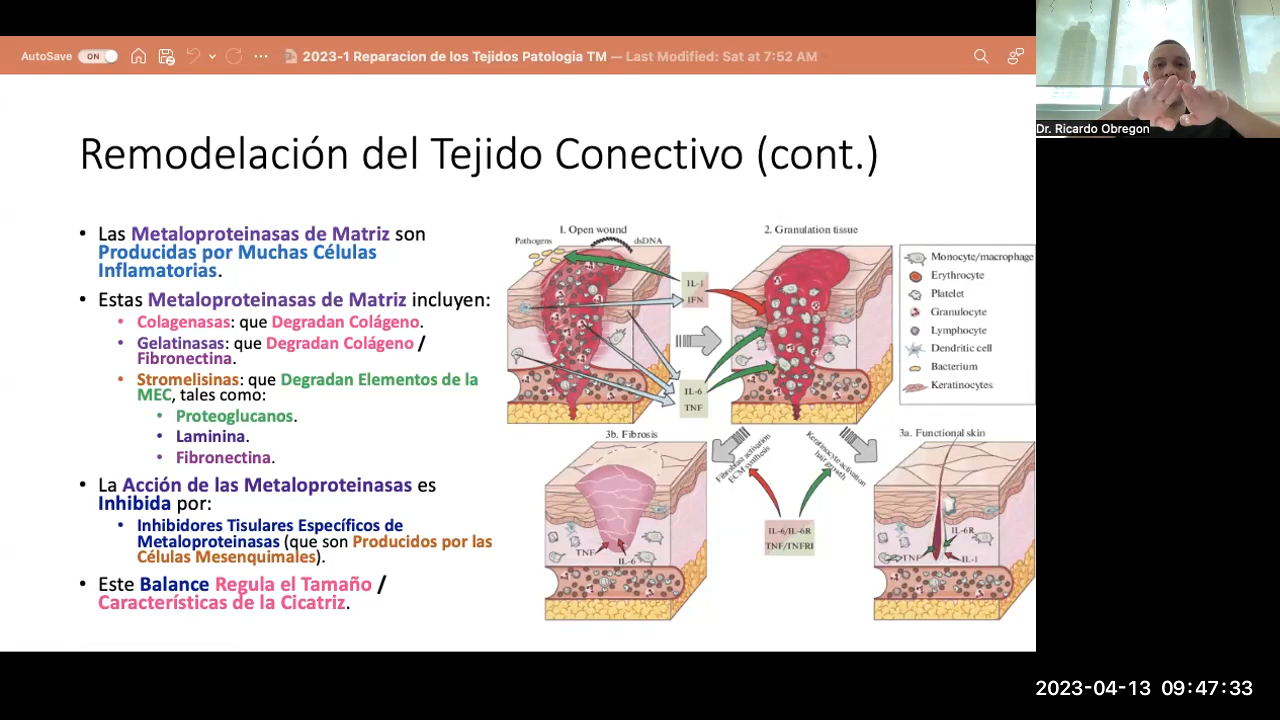 AutoSave ON ... 2023-1 Reparacion de los Tejidos Patologia TM — Last Modified: Sat at 7:52 AM
Dr. Ricardo Obregon
Remodelación del Tejido Conectivo (cont.)
• Las Metaloproteinasas de Matriz son
Producidas por Muchas Células
Inflamatorias.
• Estas Metaloproteinasas de Matriz incluyen:
• Colagenasas: que Degradan Colágeno.
• Gelatinasas: que Degradan Colágeno /
Fibronectina.
• Stromelisinas: que Degradan Elementos de la
MEC, tales como:
• Proteoglucanos.
• Laminina.
• Fibronectina.
• La Acción de las Metaloproteinasas es
Inhibida por:
• Inhibidores Tisulares Específicos de
Metaloproteinasas (que son Producidos por las
Células Mesenquimales).
• Este Balance Regula el Tamaño /
Características de la Cicatriz.
1. Open wound
Pathogens
dsDNA
IL-1
IFN
IL-6
TNF
2. Granulation tissue
Monocyte/macrophage
Erythrocyte
Platelet
Granulocyte
Lymphocyte
Dendritic cell
Bacterium
Keratinocytes
3b. Fibrosis
TNF
IL-6
Fibroblast activation
ECM synthesis
Keratinocyte activation
hair growth
IL-6/IL-6R
TNF/TNFRI
3a. Functional skin
IL-6R
TNF
IL-1
2023-04-13 09:47:33